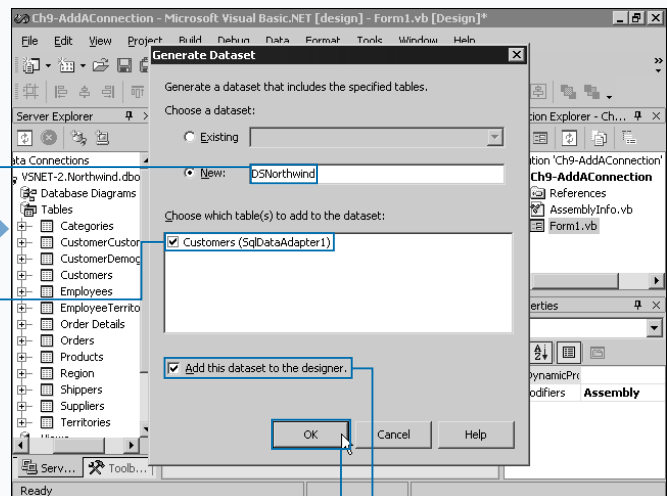 Ch9-AddAConnection - Microsoft Visual Basic.NET [design] - Form1.vb [Design]*
File Edit View Project Build Debug Data Format Tools Window Help
Generate Dataset
Generate a dataset that includes the specified tables.
Choose a dataset:
Existing
New: DSNorthwind
Choose which table(s) to add to the dataset:
Customers (SqlDataAdapter1)
Add this dataset to the designer.
OK Cancel Help
Server Explorer
ata Connections
VSNET-2.Northwind.dbo
Database Diagrams
Tables
Categories
CustomerCustor
CustomerDemog
Customers
Employees
EmployeeTerrito
Order Details
Orders
Products
Region
Shippers
Suppliers
Territories
Serv... Toolb...
Ready
tion Explorer - Ch...
ution 'Ch9-AddAConnection'
Ch9-AddAConnection
References
AssemblyInfo.vb
Form1.vb
erties
DynamicPr
odifiers Assembly